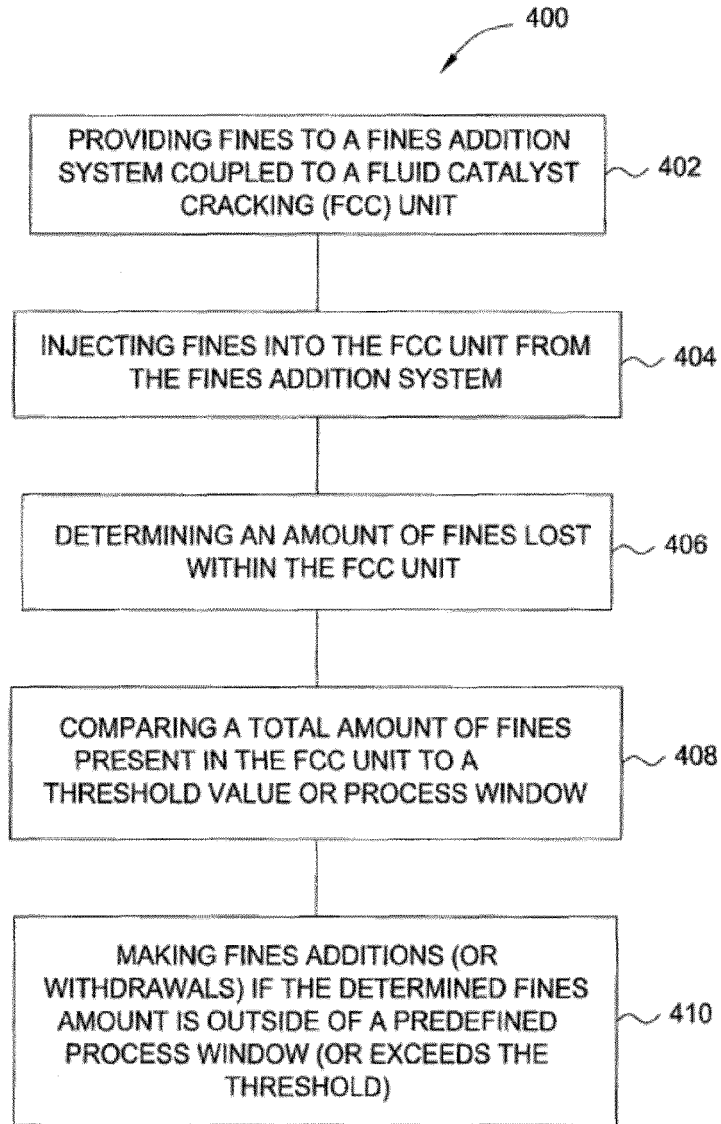 400
PROVIDING FINES TO A FINES ADDITION
SYSTEM COUPLED TO A FLUID CATALYST
CRACKING (FCC) UNIT
402
INJECTING FINES INTO THE FCC UNIT FROM
THE FINES ADDITION SYSTEM
404
DETERMINING AN AMOUNT OF FINES LOST
WITHIN THE FCC UNIT
406
COMPARING A TOTAL AMOUNT OF FINES
PRESENT IN THE FCC UNIT TO A
THRESHOLD VALUE OR PROCESS WINDOW
408
MAKING FINES ADDITIONS (OR
WITHDRAWALS) IF THE DETERMINED FINES
AMOUNT IS OUTSIDE OF A PREDEFINED
PROCESS WINDOW (OR EXCEEDS THE
THRESHOLD)
410